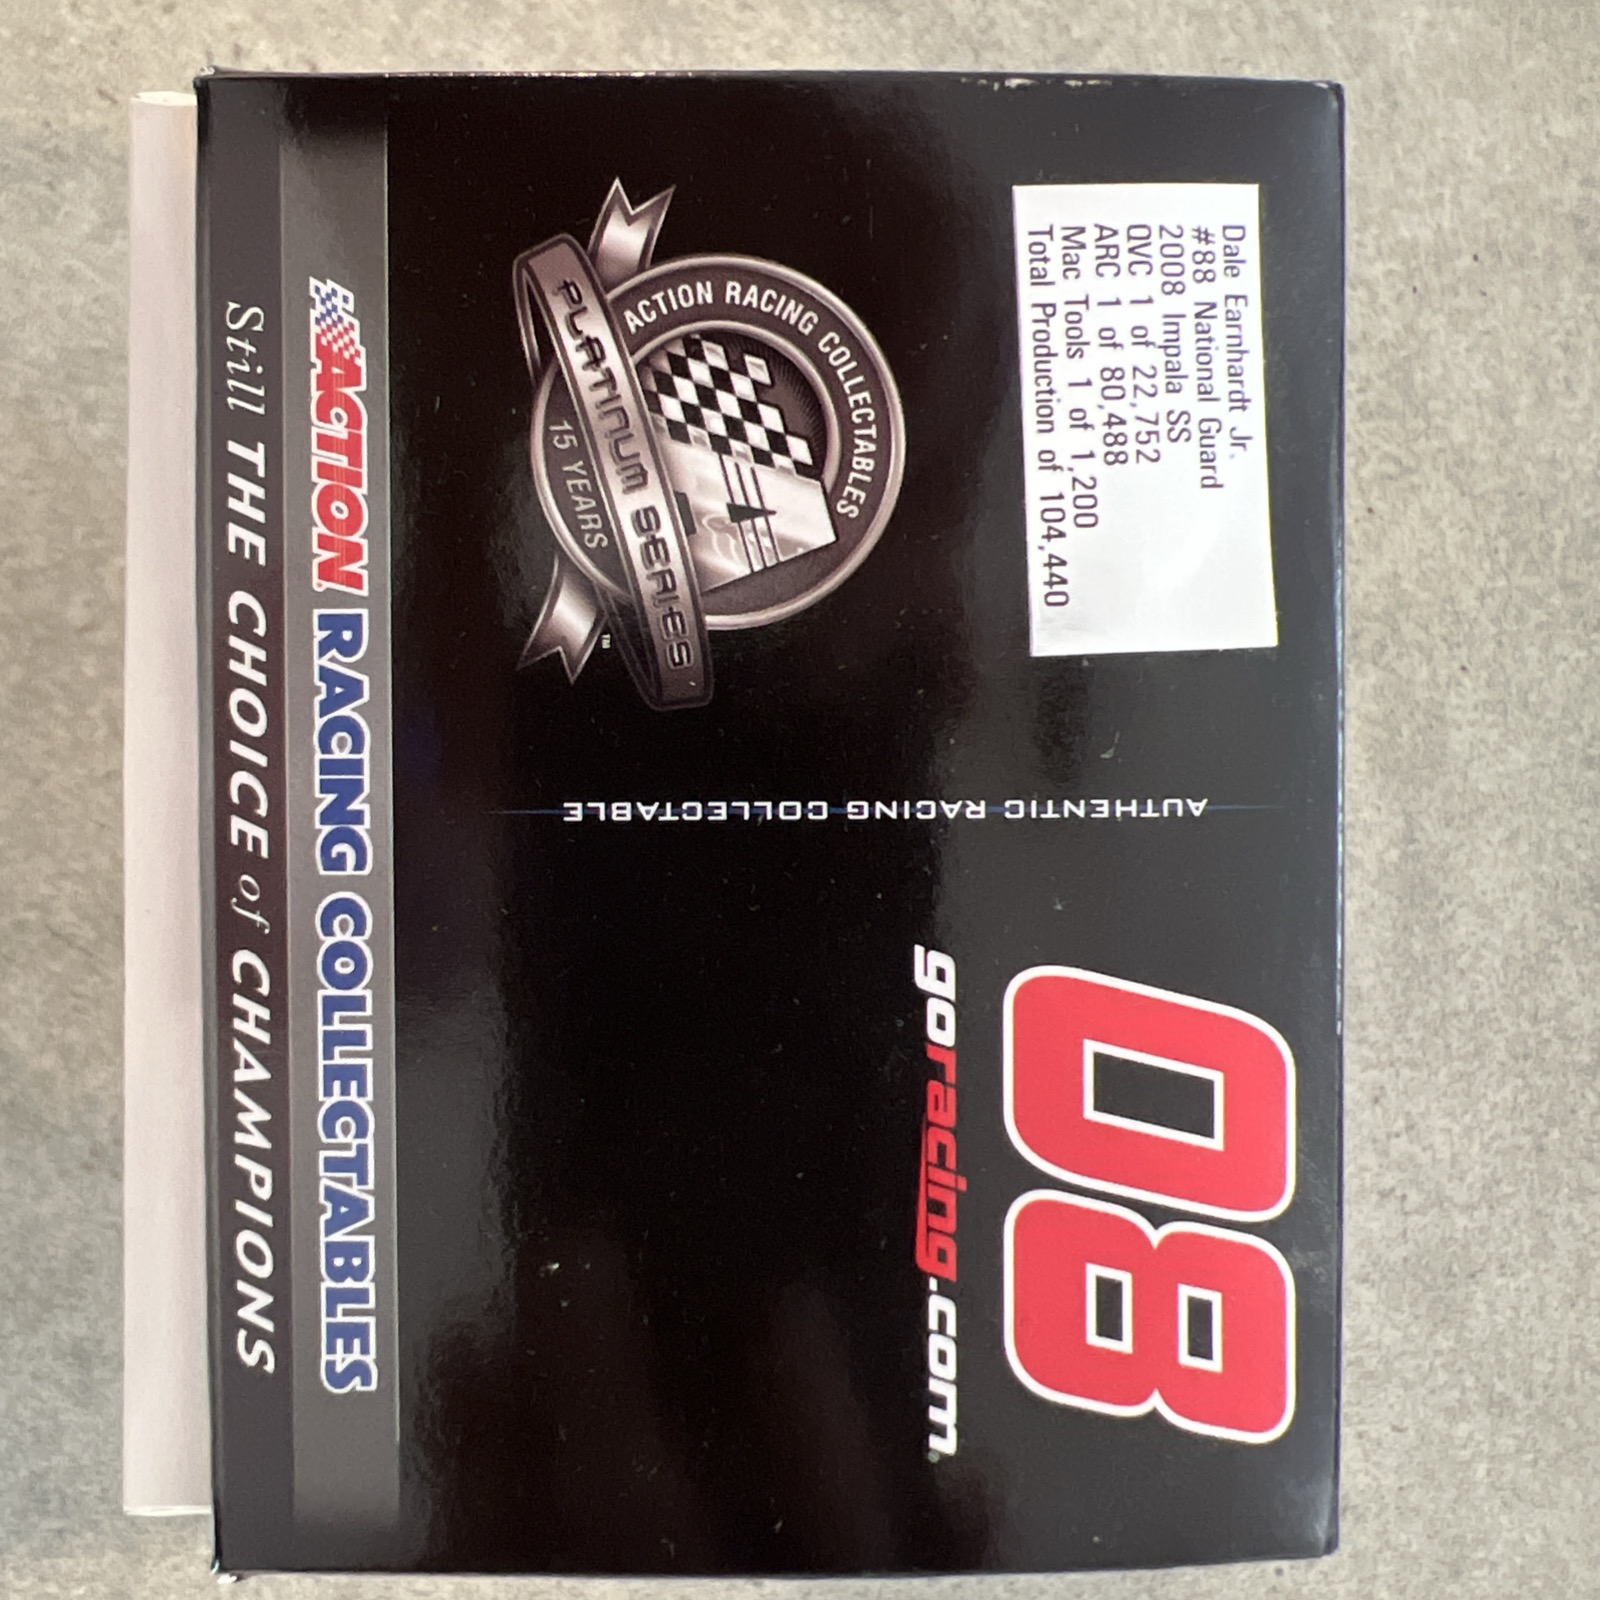 Dale Earnhardt Jr.
#88 National Guard
2008 Impala SS
QVC 1 of 22,752
ARC 1 of 80,488
Mac Tools 1 of 1,200
Total Production of 104,440
08
goracing.com
AUTHENTIC RACING COLLECTABLE
ACTION RACING COLLECTABLES
PLATINUM SERIES
TM
15 YEARS
ACTION RACING COLLECTABLES
Still THE CHOICE of CHAMPIONS